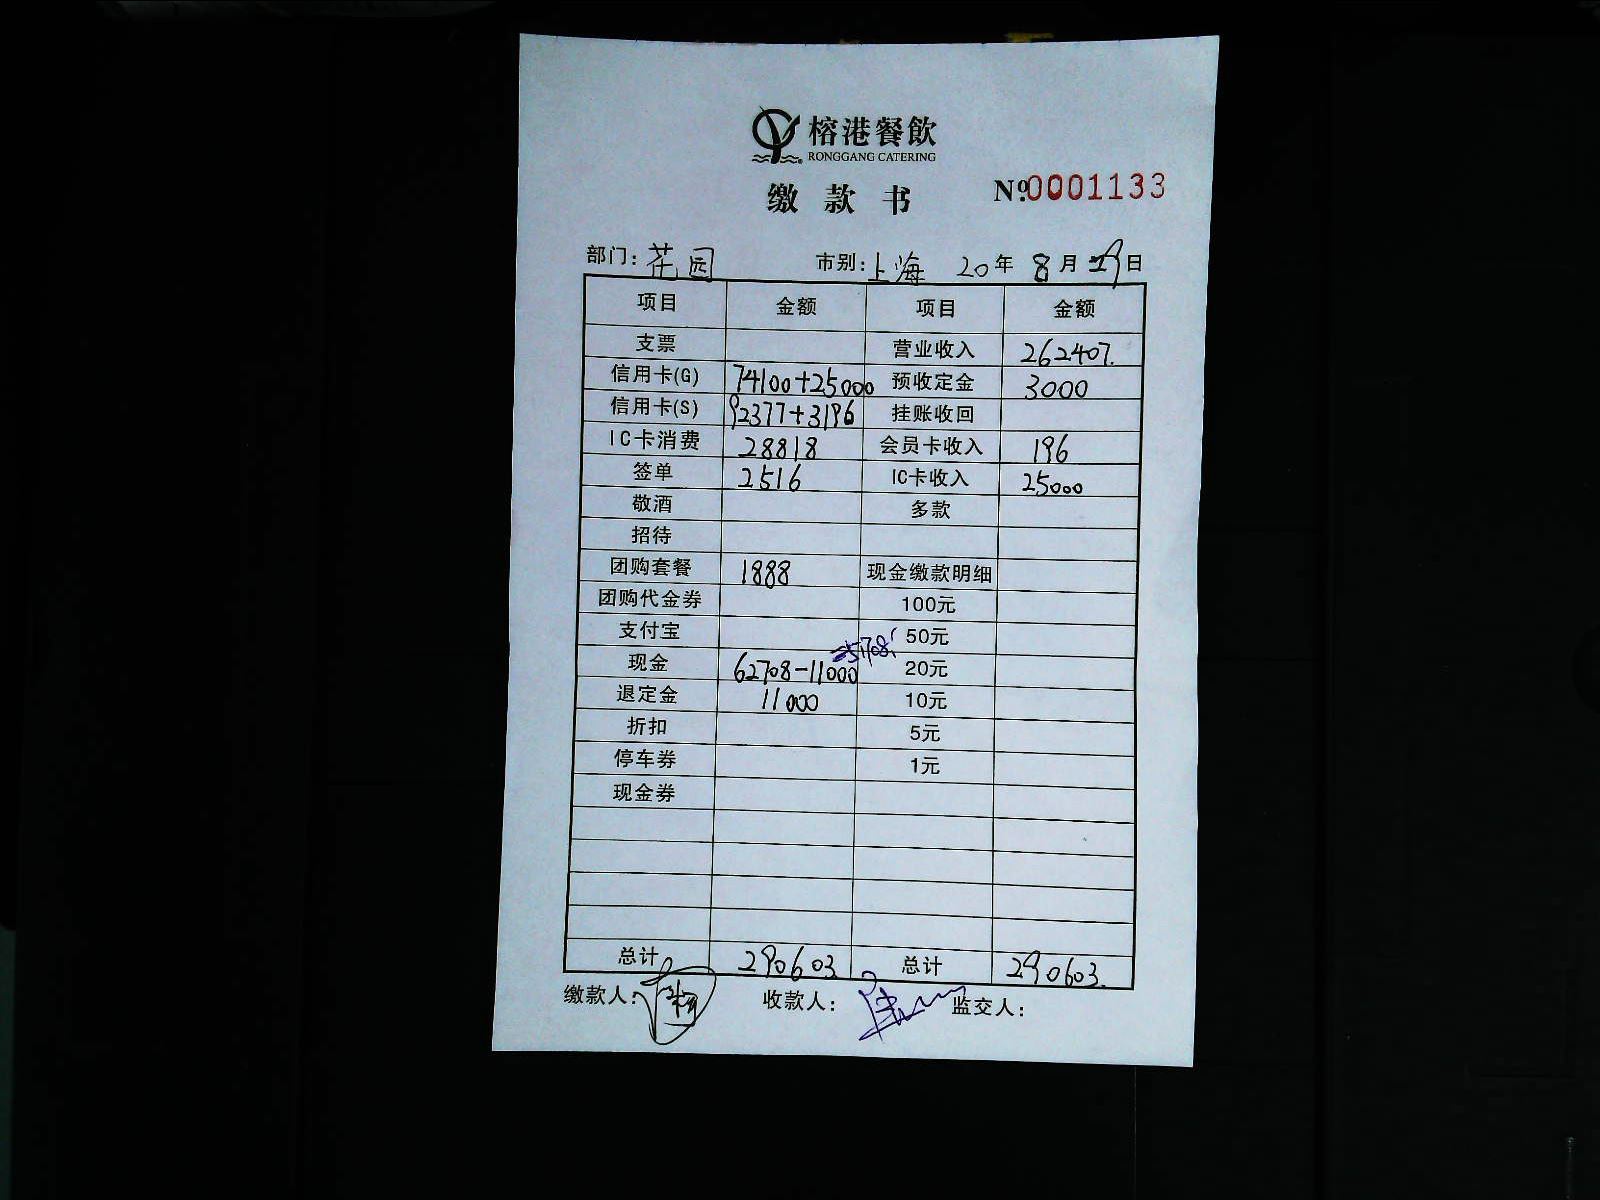 榕港餐飲
RONGGANG CATERING
缴款书 №0001133
部门：花园 市别：上海 20年 8月 29日
项目 金额 项目 金额
支票 营业收入 262407.
信用卡(G) 74100+25000 预收定金 3000
信用卡(S) 92377+3196 挂账收回
IC卡消费 28818 会员卡收入 196
签单 2516 IC卡收入 25000
敬酒 多款
招待
团购套餐 1888 现金缴款明细
团购代金券 100元
支付宝 50元
现金 62708-11000 =51708. 20元
退定金 11000 10元
折扣 5元
停车券 1元
现金券
总计 290603 总计 290603.
缴款人： 收款人： 监交人：